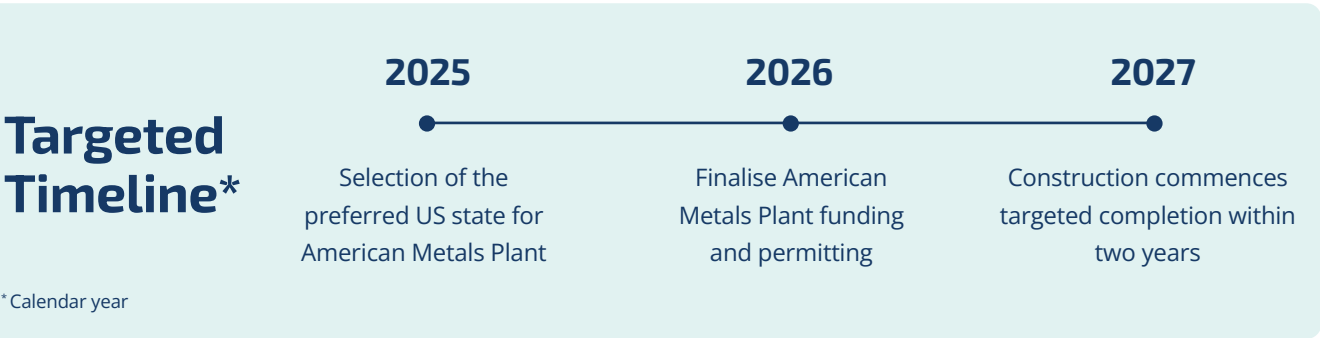 Targeted
Timeline*
2025
Selection of the
preferred US state for
American Metals Plant
2026
Finalise American
Metals Plant funding
and permitting
2027
Construction commences
targeted completion within
two years
* Calendar year